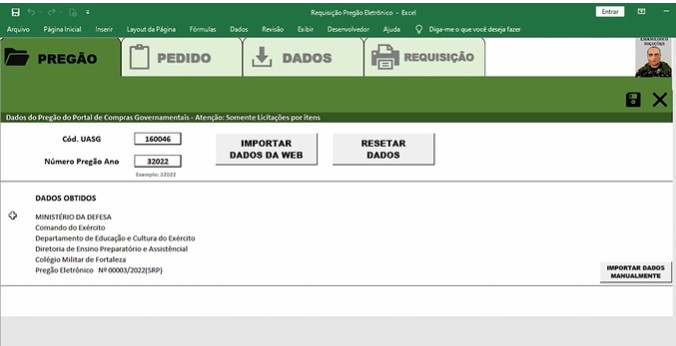 Requisição Pregão Eletrônico - Excel
Entrar
Arquivo Página Inicial Inserir Layout da Página Fórmulas Dados Revisão Exibir Desenvolvedor Ajuda Diga-me o que você deseja fazer
PREGÃO
PEDIDO
DADOS
REQUISIÇÃO
SOLUÇÕES
Dados do Pregão do Portal de Compras Governamentais - Atenção: Somente Licitações por itens
Cód. UASG 160046
IMPORTAR
DADOS DA WEB
RESETAR
DADOS
Número Pregão Ano 32022
Exemplo: 32022
DADOS OBTIDOS
MINISTÉRIO DA DEFESA
Comando do Exército
Departamento de Educação e Cultura do Exército
Diretoria de Ensino Preparatório e Assistêncial
Colégio Militar de Fortaleza
Pregão Eletrônico Nº 00003/2022(SRP)
IMPORTAR DADOS
MANUALMENTE